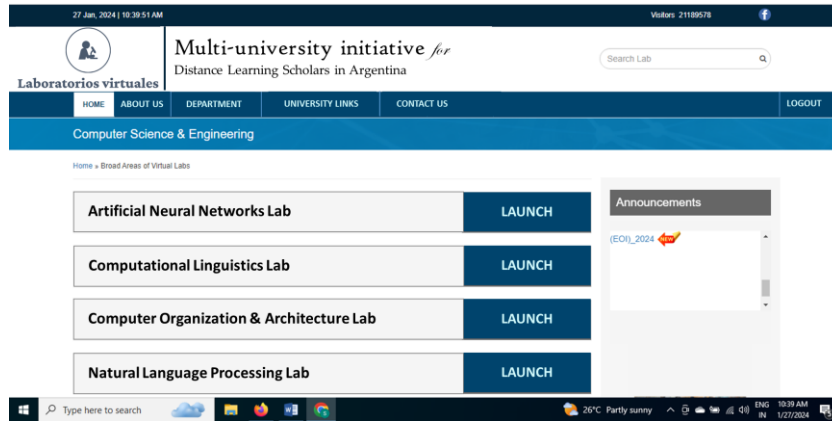 27 Jan, 2024 | 10:39:51 AM
Visitors 21189578
f
Laboratorios virtuales
Multi-university initiative for
Distance Learning Scholars in Argentina
Search Lab
HOME ABOUT US DEPARTMENT UNIVERSITY LINKS CONTACT US LOGOUT
Computer Science & Engineering
Home » Broad Areas of Virtual Labs
Artificial Neural Networks Lab LAUNCH
Computational Linguistics Lab LAUNCH
Computer Organization & Architecture Lab LAUNCH
Natural Language Processing Lab LAUNCH
Announcements
(EOI)_2024 NEW
Type here to search
26°C Partly sunny
ENG
IN
10:39 AM
1/27/2024